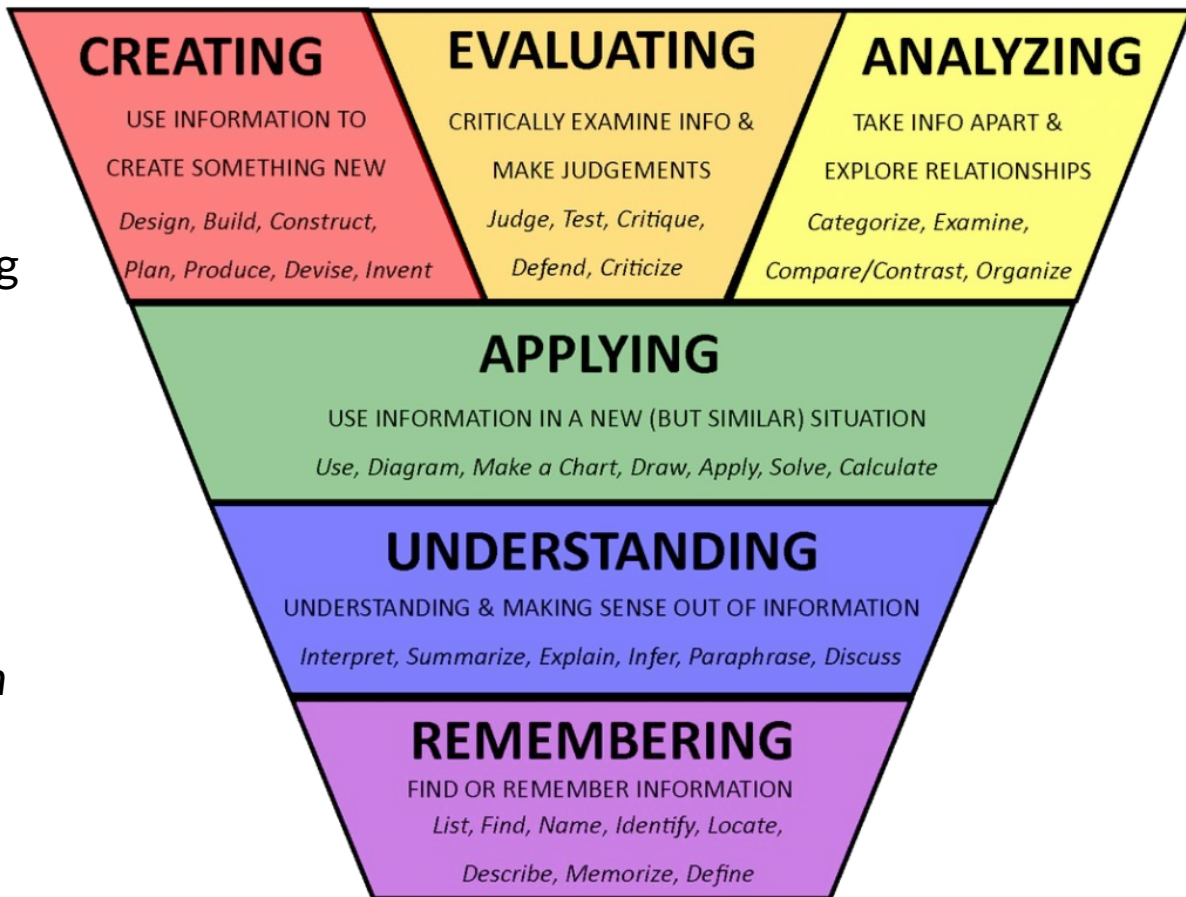 CREATING
USE INFORMATION TO
CREATE SOMETHING NEW
Design, Build, Construct,
Plan, Produce, Devise, Invent
EVALUATING
CRITICALLY EXAMINE INFO &
MAKE JUDGEMENTS
Judge, Test, Critique,
Defend, Criticize
ANALYZING
TAKE INFO APART &
EXPLORE RELATIONSHIPS
Categorize, Examine,
Compare/Contrast, Organize
g
APPLYING
USE INFORMATION IN A NEW (BUT SIMILAR) SITUATION
Use, Diagram, Make a Chart, Draw, Apply, Solve, Calculate
UNDERSTANDING
UNDERSTANDING & MAKING SENSE OUT OF INFORMATION
Interpret, Summarize, Explain, Infer, Paraphrase, Discuss
REMEMBERING
FIND OR REMEMBER INFORMATION
List, Find, Name, Identify, Locate,
Describe, Memorize, Define